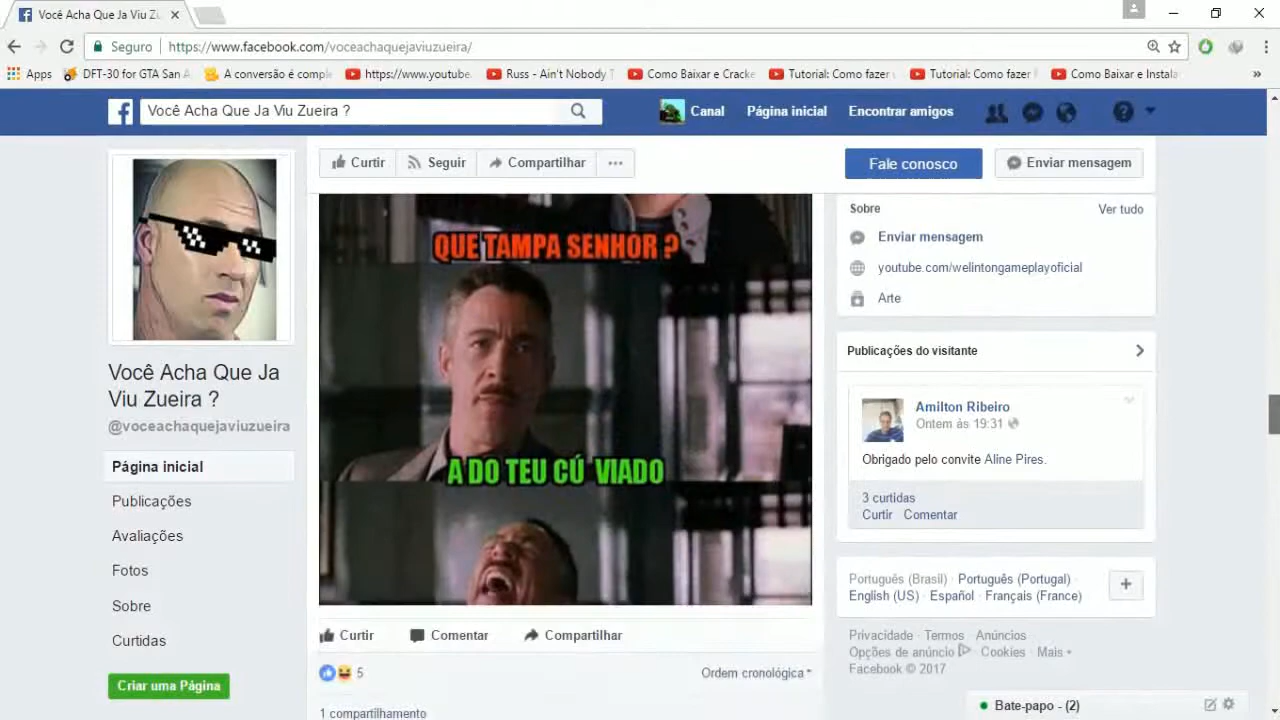 Você Acha Que Ja Viu Zu
Seguro
https://www.facebook.com/voceachaquejaviuzueira/
Apps
DFT-30 for GTA San A
A conversão é comple
https://www.youtube.
Russ - Ain't Nobody T
Como Baixar e Cracke
Tutorial: Como fazer
Tutorial: Como fazer
Como Baixar e Instala
Você Acha Que Ja Viu Zueira ?
Canal
Página inicial
Encontrar amigos
Curtir
Seguir
Compartilhar
Fale conosco
Enviar mensagem
Você Acha Que Ja
Viu Zueira ?
@voceachaquejaviuzueira
Página inicial
Publicações
Avaliações
Fotos
Sobre
Curtidas
Criar uma Página
QUE TAMPA SENHOR ?
A DO TEU CÚ VIADO
Curtir
Comentar
Compartilhar
5
Ordem cronológica
1 compartilhamento
Sobre
Ver tudo
Enviar mensagem
youtube.com/welintongameplayoficial
Arte
Publicações do visitante
Amilton Ribeiro
Ontem às 19:31
Obrigado pelo convite Aline Pires.
3 curtidas
Curtir Comentar
Português (Brasil) · Português (Portugal) ·
English (US) · Español · Français (France)
Privacidade · Termos · Anúncios ·
Opções de anúncio · Cookies · Mais
Facebook © 2017
Bate-papo - (2)